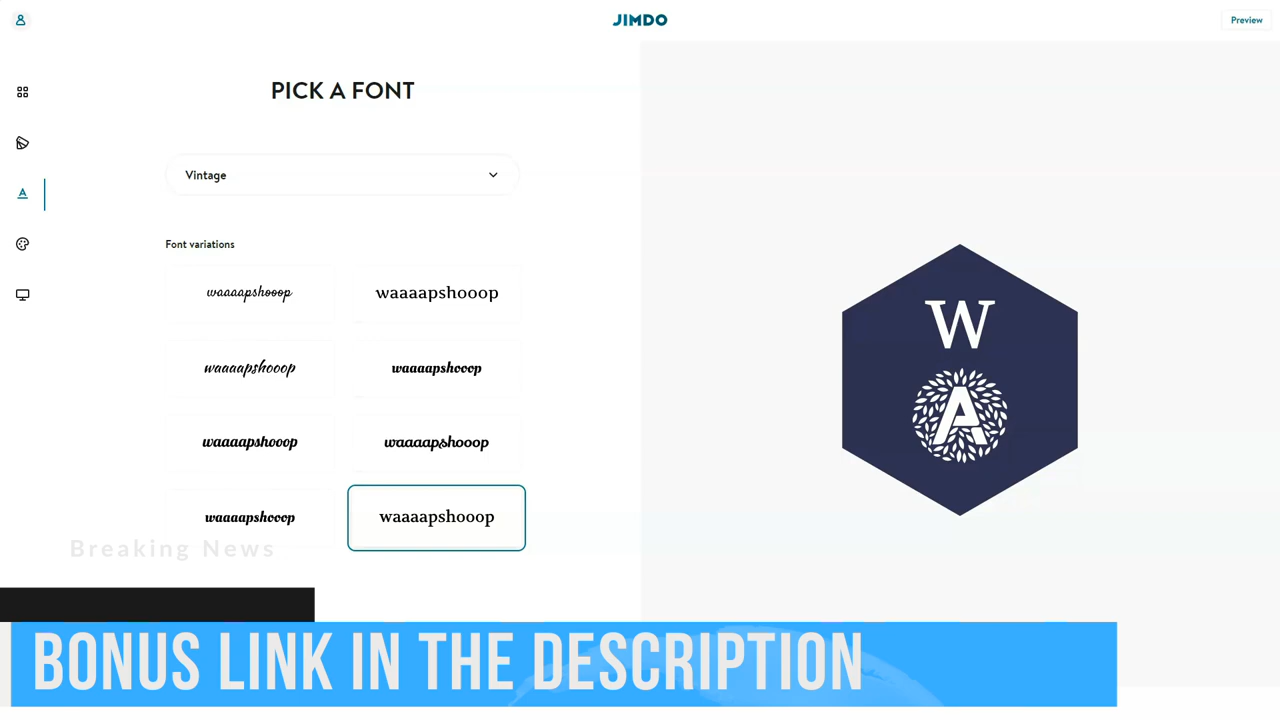 JIMDO
Preview
PICK A FONT
Vintage
Font variations
waaaapshooop waaaapshooop
waaaapshooop waaaapshooop
waaaapshooop waaaapshooop
waaaapshooop waaaapshooop
W
A
Breaking News
BONUS LINK IN THE DESCRIPTION